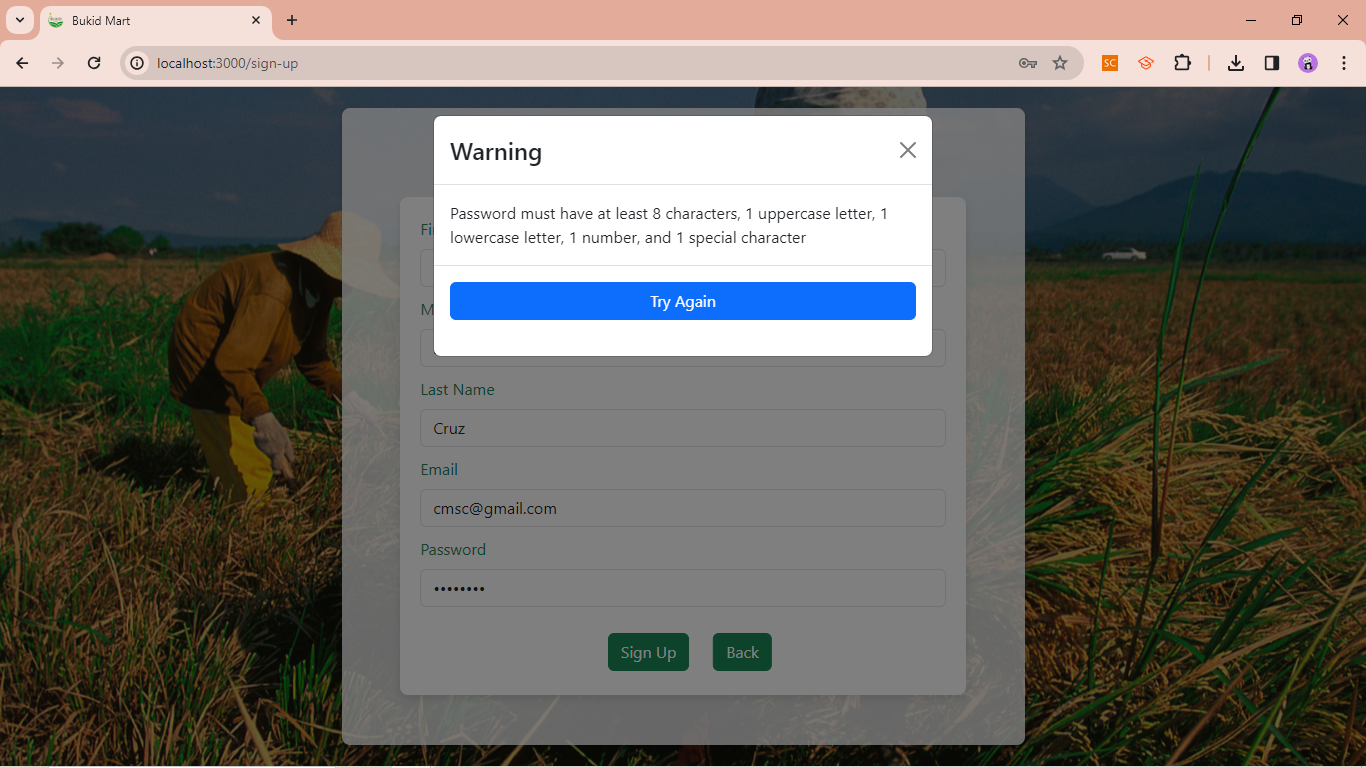 Bukid Mart
localhost:3000/sign-up
SC
Warning
Password must have at least 8 characters, 1 uppercase letter, 1
lowercase letter, 1 number, and 1 special character
Try Again
Last Name
Cruz
Email
cmsc@gmail.com
Password
••••••••
Sign Up Back